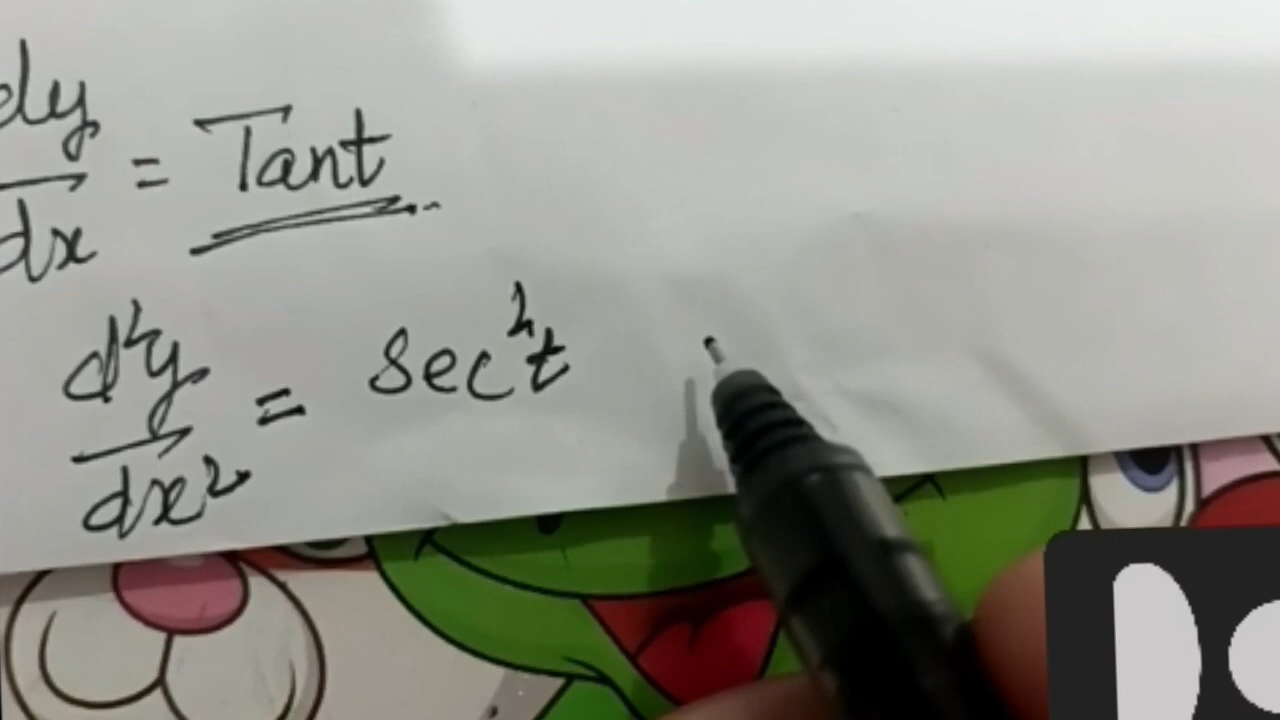 dy/dx = Tant
d²y/dx² = sec²t